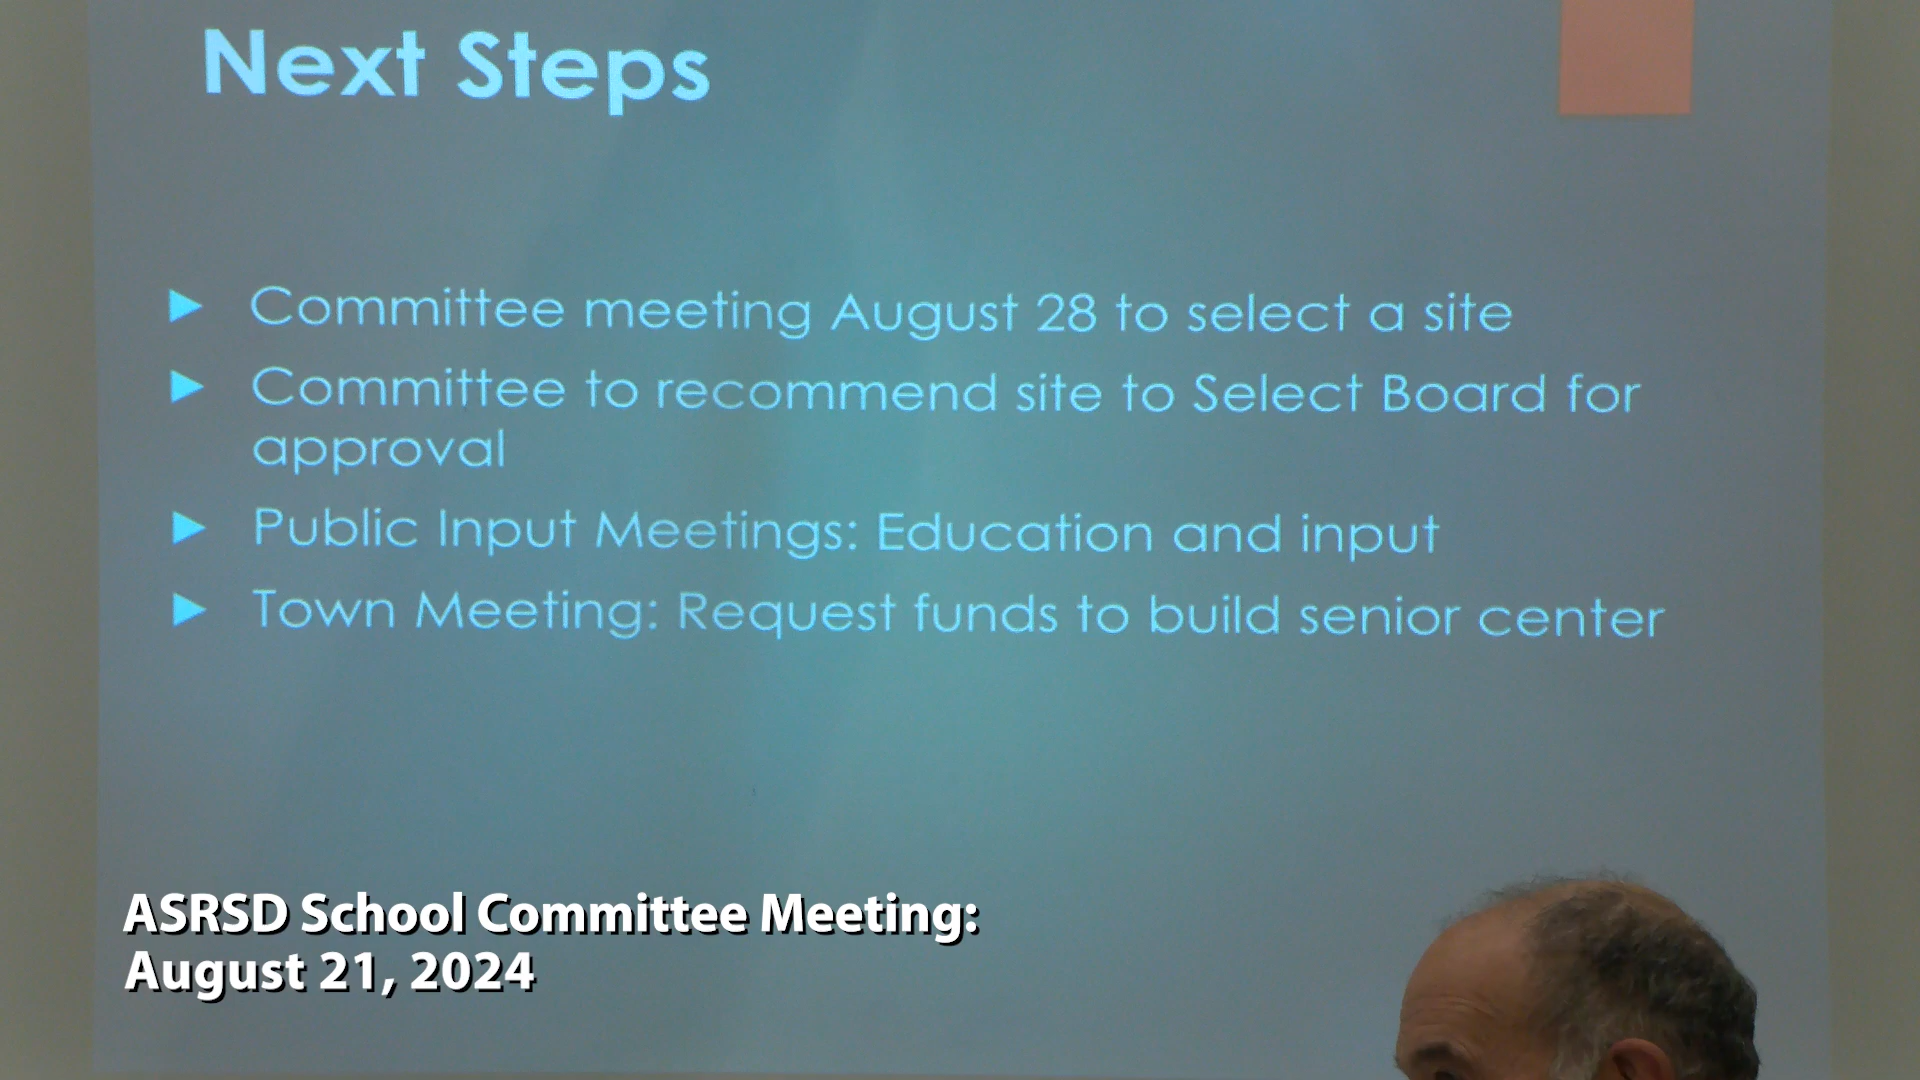 Next Steps
Committee meeting August 28 to select a site
Committee to recommend site to Select Board for
approval
Public Input Meetings: Education and input
Town Meeting: Request funds to build senior center
ASRSD School Committee Meeting:
August 21, 2024